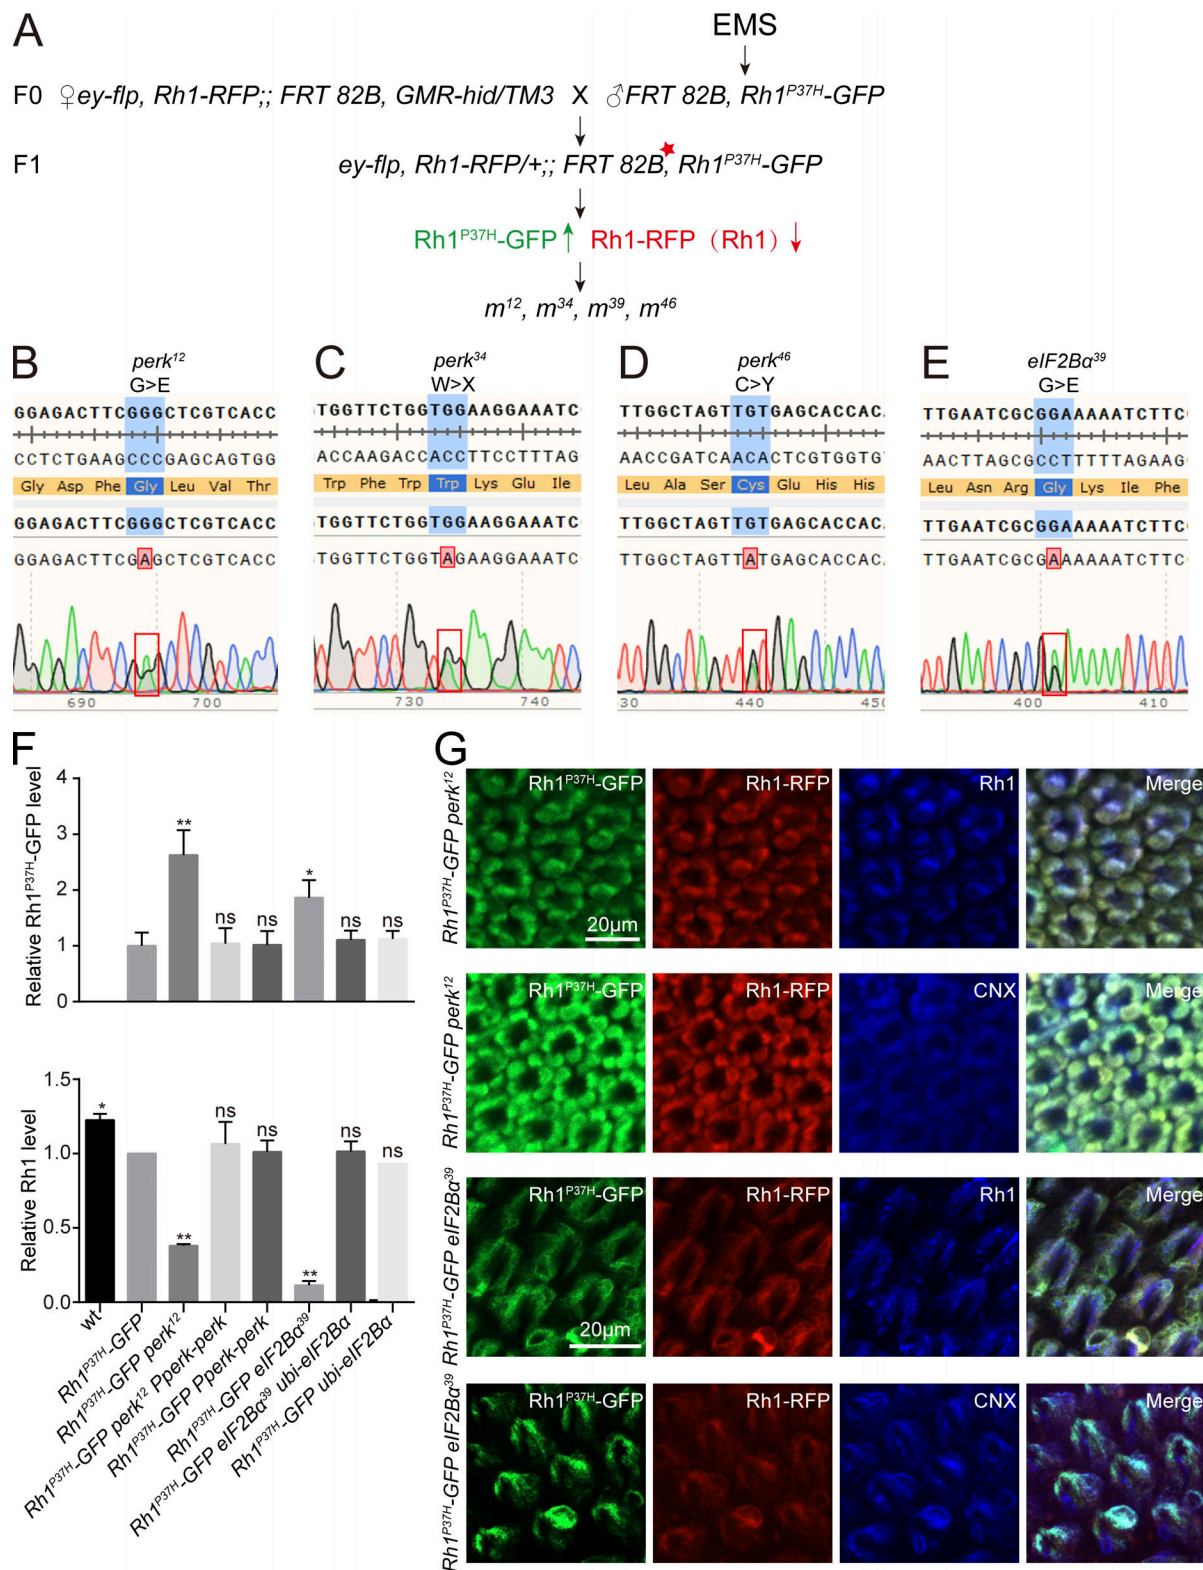 A
EMS
F0 ♀ey-flp, Rh1-RFP;; FRT 82B, GMR-hid/TM3 X ♂FRT 82B, Rh1P37H-GFP
F1 ey-flp, Rh1-RFP/+;; FRT 82B, Rh1P37H-GFP
Rh1P37H-GFP↑ Rh1-RFP (Rh1) ↓
m12, m34, m39, m46
B
perk12
G>E
GGAGACTTCGGGCTCGTCACC
CCTCTGAAGCCCGAGCAGTGG
Gly Asp Phe Gly Leu Val Thr
GGAGACTTCGGGCTCGTCACC
GGAGACTTCGAGCTCGTCACC
690 700
C
perk34
W>X
TGGTTCTGGTGGAAGGAAATC
ACCAAGACCACCTTCCTTTAG
Trp Phe Trp Trp Lys Glu Ile
TGGTTCTGGTGGAAGGAAATC
TGGTTCTGGTAGAAGGAAATC
730 740
D
perk46
C>Y
TTGGCTAGTTGTGAGCACCAC
AACCGATCAACACTCGTGGTG
Leu Ala Ser Cys Glu His His
TTGGCTAGTTGTGAGCACCAC
TTGGCTAGTTATGAGCACCAC
430 440 450
E
eIF2Bα39
G>E
TTGAATCGCGGAAAAATCTTC
AACTTAGCGCCTTTTTAGAAG
Leu Asn Arg Gly Lys Ile Phe
TTGAATCGCGGAAAAATCTTC
TTGAATCGCGAAAAAATCTTC
400 410
F
Relative Rh1P37H-GFP level
4
3
2
1
0
** ns ns * ns ns
Relative Rh1 level
1.5
1.0
0.5
0.0
* ** ns ns ** ns ns
wt
Rh1P37H-GFP
Rh1P37H-GFP perk12
Rh1P37H-GFP perk12 Pperk-perk
Rh1P37H-GFP Pperk-perk
Rh1P37H-GFP eIF2Bα39
Rh1P37H-GFP eIF2Bα39 ubi-eIF2Bα
Rh1P37H-GFP ubi-eIF2Bα
G
Rh1P37H-GFP perk12
Rh1P37H-GFP Rh1-RFP Rh1 Merge
20μm
Rh1P37H-GFP perk12
Rh1P37H-GFP Rh1-RFP CNX Merge
Rh1P37H-GFP eIF2Bα39
Rh1P37H-GFP Rh1-RFP Rh1 Merge
20μm
Rh1P37H-GFP eIF2Bα39
Rh1P37H-GFP Rh1-RFP CNX Merge